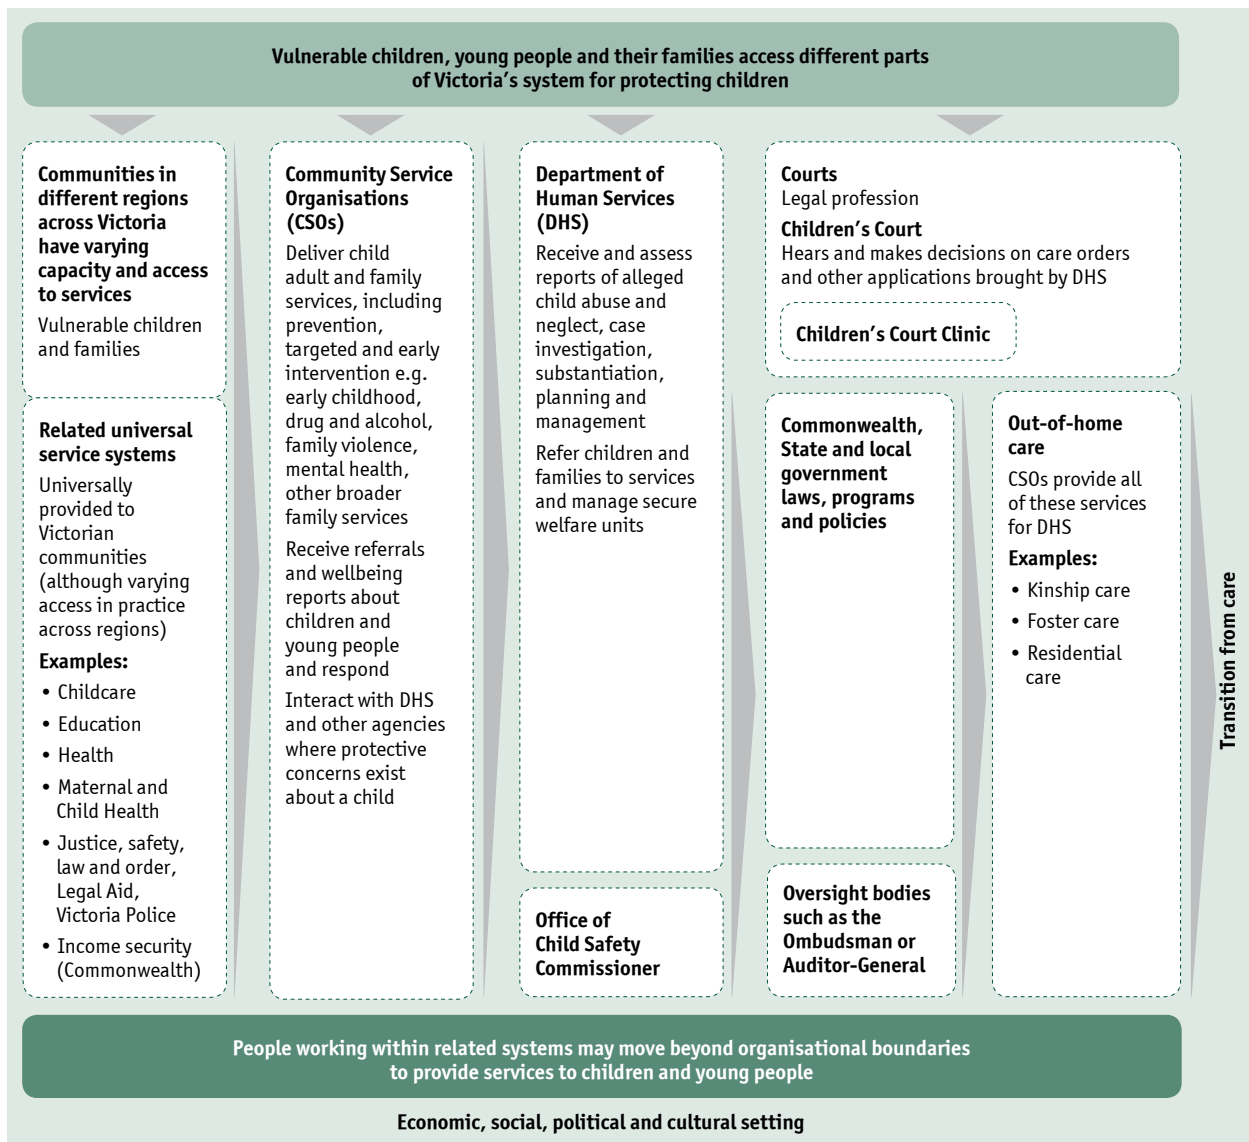 Vulnerable children, young people and their families access different parts
of Victoria's system for protecting children
Communities in
different regions
across Victoria
have varying
capacity and access
to services
Vulnerable children
and families
Related universal
service systems
Universally
provided to
Victorian
communities
(although varying
access in practice
across regions)
Examples:
• Childcare
• Education
• Health
• Maternal and
Child Health
• Justice, safety,
law and order,
Legal Aid,
Victoria Police
• Income security
(Commonwealth)
Community Service
Organisations
(CSOs)
Deliver child
adult and family
services, including
prevention,
targeted and early
intervention e.g.
early childhood,
drug and alcohol,
family violence,
mental health,
other broader
family services
Receive referrals
and wellbeing
reports about
children and
young people
and respond
Interact with DHS
and other agencies
where protective
concerns exist
about a child
Department of
Human Services
(DHS)
Receive and assess
reports of alleged
child abuse and
neglect, case
investigation,
substantiation,
planning and
management
Refer children and
families to services
and manage secure
welfare units
Office of
Child Safety
Commissioner
Courts
Legal profession
Children's Court
Hears and makes decisions on care orders
and other applications brought by DHS
Children's Court Clinic
Commonwealth,
State and local
government
laws, programs
and policies
Oversight bodies
such as the
Ombudsman or
Auditor-General
Out-of-home
care
CSOs provide all
of these services
for DHS
Examples:
• Kinship care
• Foster care
• Residential
care
Transition from care
People working within related systems may move beyond organisational boundaries
to provide services to children and young people
Economic, social, political and cultural setting